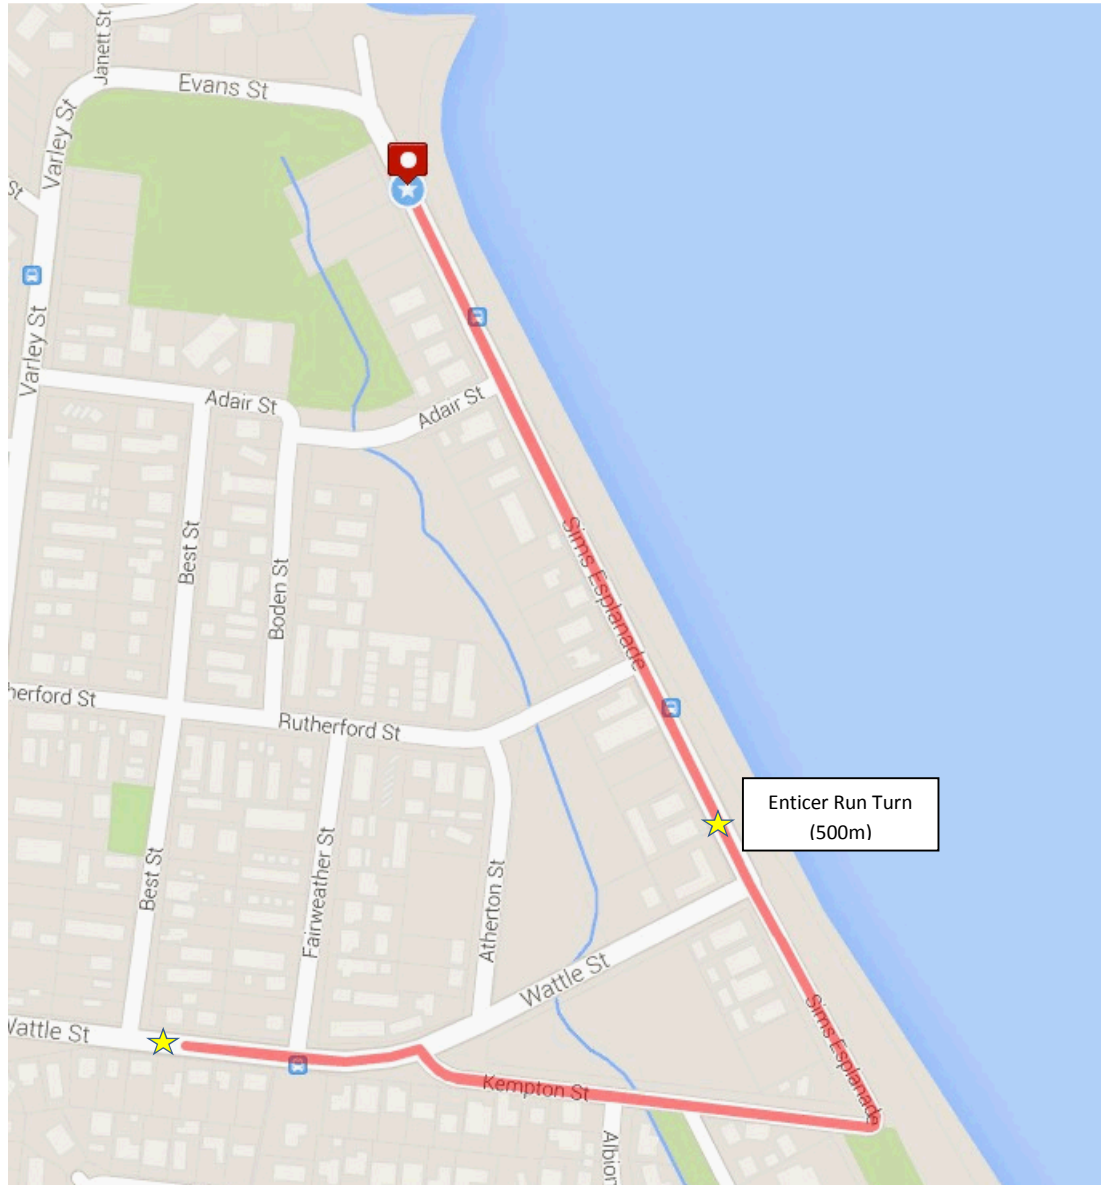 Janett St
Evans St
Varley St
St
Varley St
Adair St
Adair St
Best St
Boden St
Sims Esplanade
herford St
Rutherford St
Enticer Run Turn
(500m)
Best St
Fairweather St
Atherton St
Wattle St
Sims Esplanade
Wattle St
Kempton St
Albion